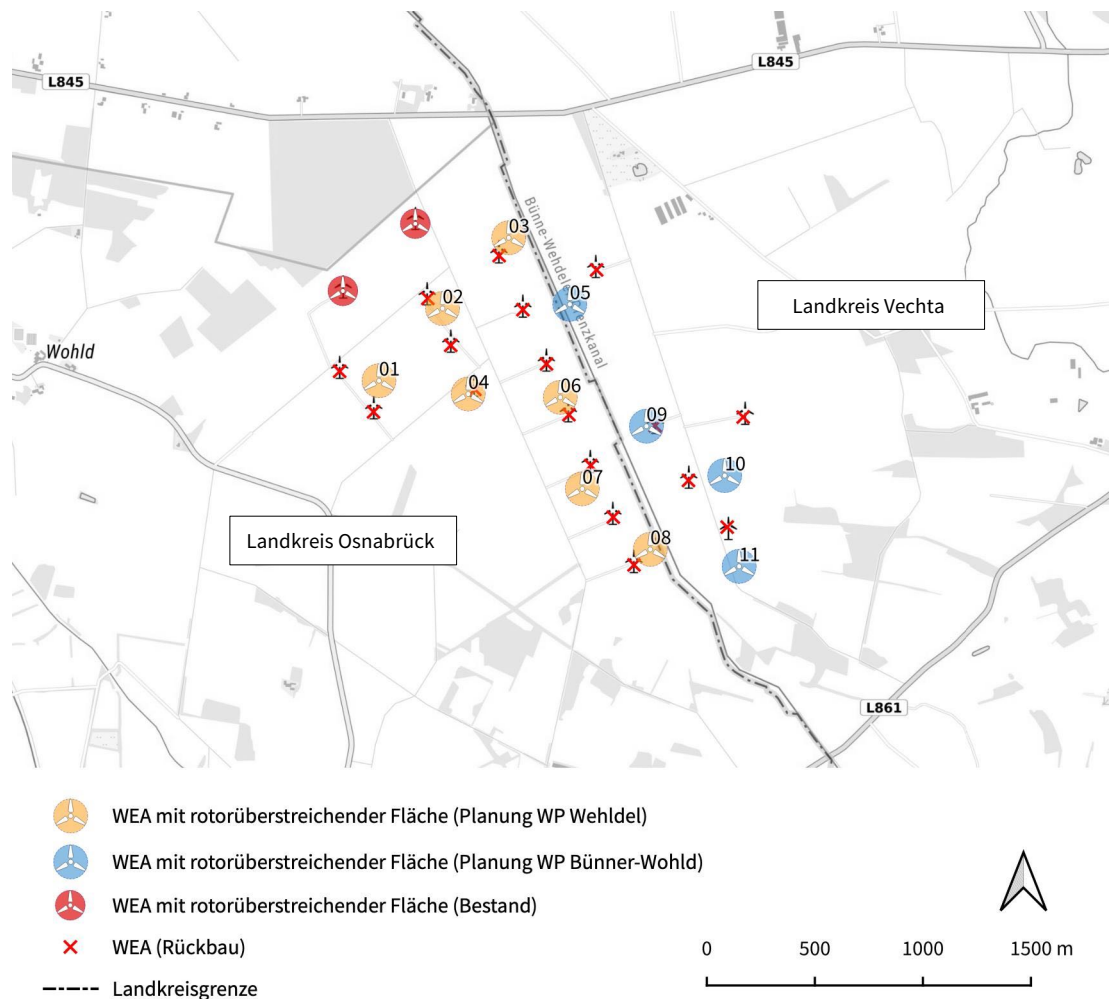 L845
L845
03
Bünne-Wehdeler Grenzkanal
05
02
Landkreis Vechta
Wohld
01
04
06
09
10
07
Landkreis Osnabrück
08
11
L861
WEA mit rotorüberstreichender Fläche (Planung WP Wehldel)
WEA mit rotorüberstreichender Fläche (Planung WP Bünner-Wohld)
WEA mit rotorüberstreichender Fläche (Bestand)
WEA (Rückbau)
0 500 1000 1500 m
Landkreisgrenze